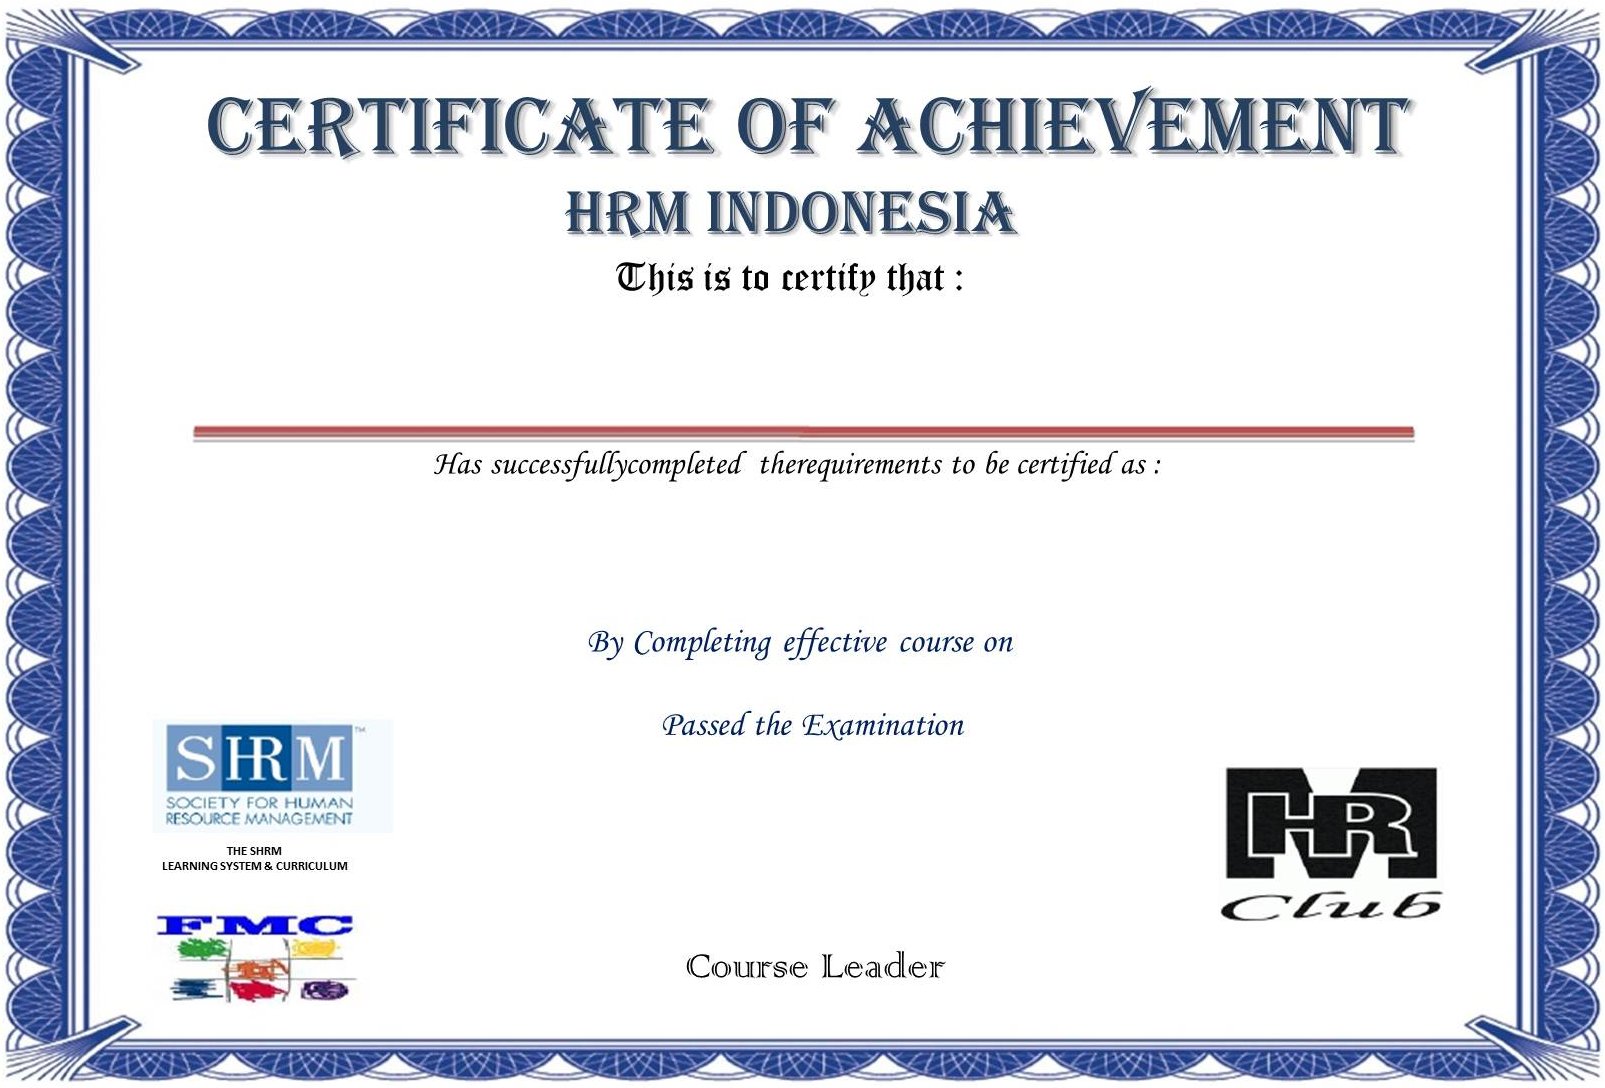 CERTIFICATE OF ACHIEVEMENT
HRM INDONESIA
This is to certify that :
Has successfullycompleted therequirements to be certified as :
By Completing effective course on
Passed the Examination
SHRM™
SOCIETY FOR HUMAN
RESOURCE MANAGEMENT
THE SHRM
LEARNING SYSTEM & CURRICULUM
FMC
HRM
Club
Course Leader